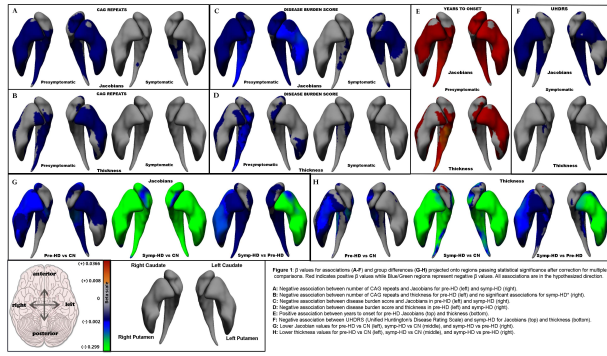 A
CAG REPEATS
Presymptomatic
Symptomatic
Jacobians
C
DISEASE BURDEN SCORE
Presymptomatic
Symptomatic
Jacobians
E
YEARS TO ONSET
Jacobians
Presymptomatic
Thickness
F
UHDRS
Jacobians
Symptomatic
Thickness
B
CAG REPEATS
Presymptomatic
Symptomatic
Thickness
D
DISEASE BURDEN SCORE
Presymptomatic
Symptomatic
Thickness
G
Jacobians
Pre-HD vs CN
Symp-HD vs CN
Symp-HD vs Pre-HD
H
Thickness
Pre-HD vs CN
Symp-HD vs CN
Symp-HD vs Pre-HD
anterior
right
left
posterior
(+) 0.0366
(+) 0.008
(-) 0.002
(-) 0.299
Right Caudate
Left Caudate
Right Putamen
Left Putamen
Figure 1: β values for associations (A-F) and group differences (G-H) projected onto regions passing statistical significance after correction for multiple
comparisons. Red indicates positive β values while Blue/Green regions represent negative β values. All associations are in the hypothesized direction.
A: Negative association between number of CAG repeats and Jacobians for pre-HD (left) and symp-HD (right).
B: Negative association between number of CAG repeats and thickness for pre-HD (left) and no significant associations for symp-HD* (right).
C: Negative association between disease burden score and Jacobians in pre-HD (left) and symp-HD (right).
D: Negative association between disease burden score and thickness in pre-HD (left) and symp-HD (right).
E: Positive association between years to onset for pre-HD Jacobians (top) and thickness (bottom).
F: Negative association between UHDRS (Unified Huntington's Disease Rating Scale) and symp-HD for Jacobians (top) and thickness (bottom).
G: Lower Jacobian values for pre-HD vs CN (left), symp-HD vs CN (middle), and symp-HD vs pre-HD (right).
H: Lower thickness values for pre-HD vs CN (left), symp-HD vs CN (middle), and symp-HD vs pre-HD (right).